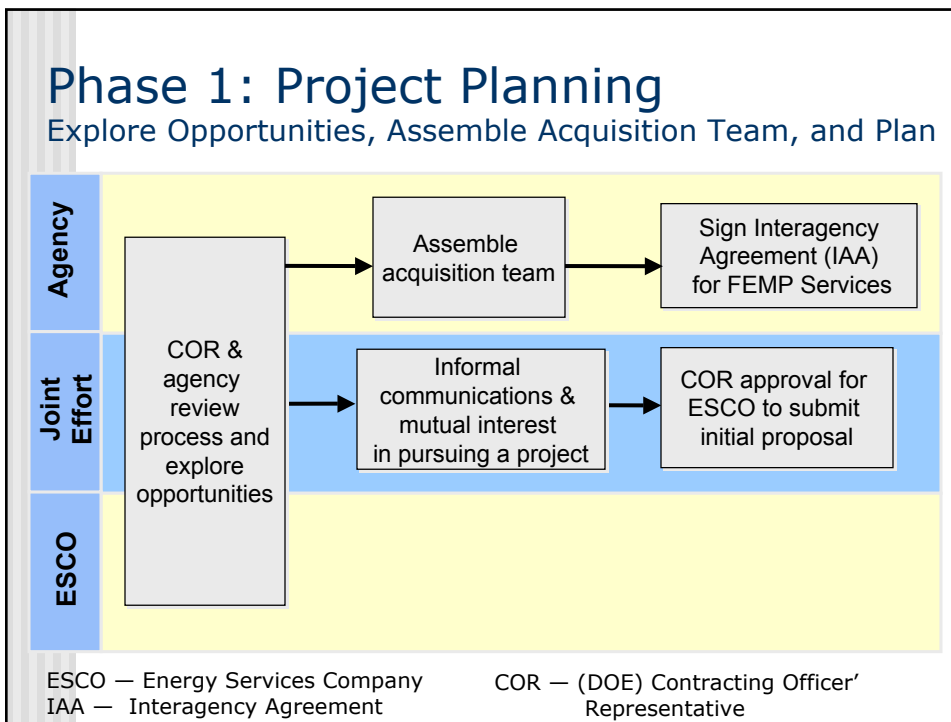 Phase 1: Project Planning
Explore Opportunities, Assemble Acquisition Team, and Plan
Agency
Assemble
acquisition team
Sign Interagency
Agreement (IAA)
for FEMP Services
COR &
agency
review
process and
explore
opportunities
Joint
Effort
Informal
communications &
mutual interest
in pursuing a project
COR approval for
ESCO to submit
initial proposal
ESCO
ESCO — Energy Services Company
IAA — Interagency Agreement
COR — (DOE) Contracting Officer’
Representative